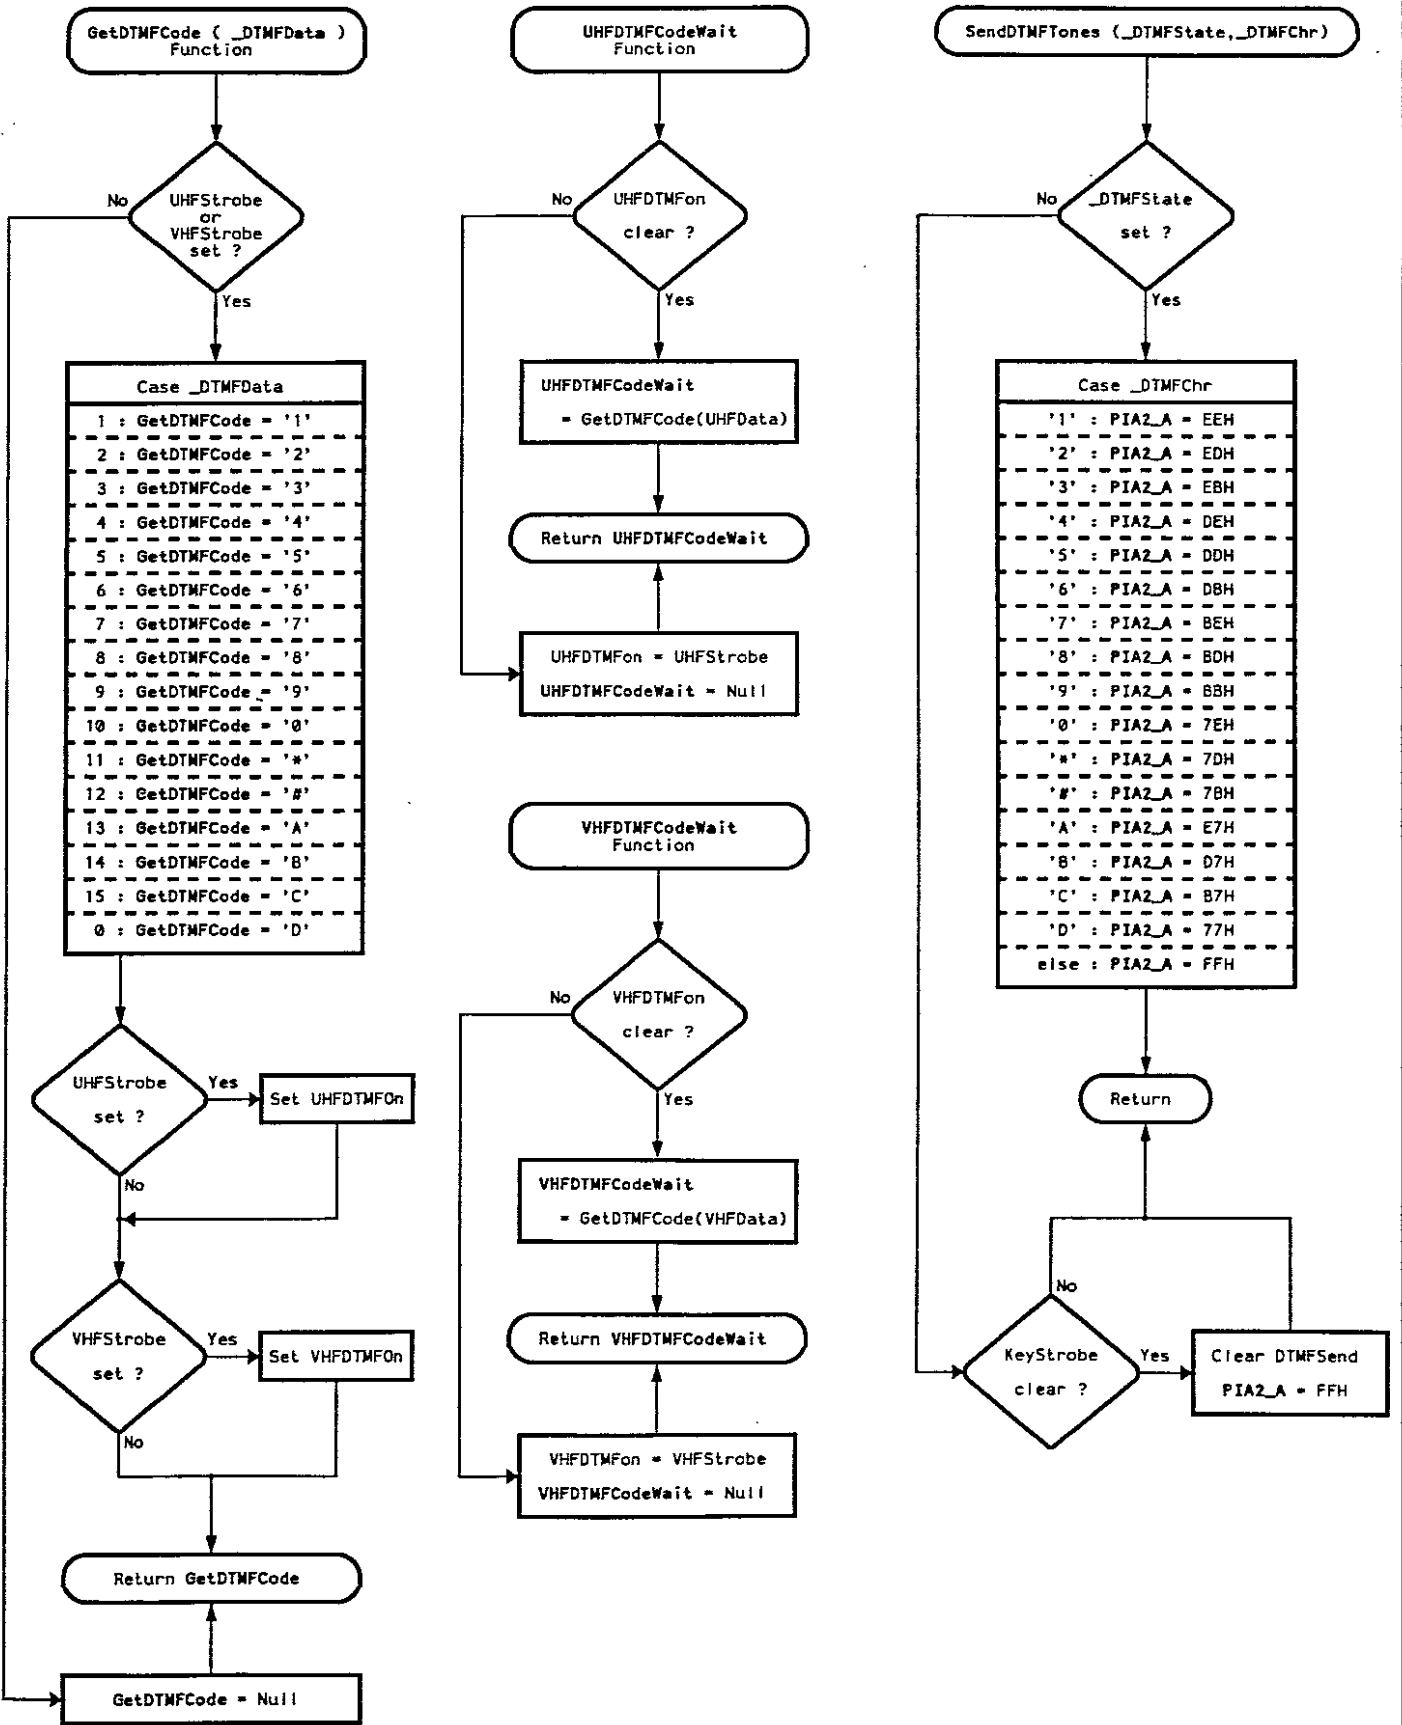 GetDTMFCode ( _DTMFData )
Function
No
UHFStrobe
or
VHFStrobe
set ?
Yes
Case _DTMFData
1 : GetDTMFCode = '1'
2 : GetDTMFCode = '2'
3 : GetDTMFCode = '3'
4 : GetDTMFCode = '4'
5 : GetDTMFCode = '5'
6 : GetDTMFCode = '6'
7 : GetDTMFCode = '7'
8 : GetDTMFCode = '8'
9 : GetDTMFCode = '9'
10 : GetDTMFCode = '0'
11 : GetDTMFCode = '*'
12 : GetDTMFCode = '#'
13 : GetDTMFCode = 'A'
14 : GetDTMFCode = 'B'
15 : GetDTMFCode = 'C'
0 : GetDTMFCode = 'D'
UHFStrobe
set ?
Yes
Set UHFDTMFOn
No
VHFStrobe
set ?
Yes
Set VHFDTMFOn
No
Return GetDTMFCode
GetDTMFCode = Null
UHFDTMFCodeWait
Function
No
UHFDTMFon
clear ?
Yes
UHFDTMFCodeWait
= GetDTMFCode(UHFData)
Return UHFDTMFCodeWait
UHFDTMFon = UHFStrobe
UHFDTMFCodeWait = Null
VHFDTMFCodeWait
Function
No
VHFDTMFon
clear ?
Yes
VHFDTMFCodeWait
= GetDTMFCode(VHFData)
Return VHFDTMFCodeWait
VHFDTMFon = VHFStrobe
VHFDTMFCodeWait = Null
SendDTMFTones (_DTMFState,_DTMFChr)
No
_DTMFState
set ?
Yes
Case _DTMFChr
'1' : PIA2_A = EEH
'2' : PIA2_A = EDH
'3' : PIA2_A = EBH
'4' : PIA2_A = DEH
'5' : PIA2_A = DDH
'6' : PIA2_A = DBH
'7' : PIA2_A = BEH
'8' : PIA2_A = BDH
'9' : PIA2_A = BBH
'0' : PIA2_A = 7EH
'*' : PIA2_A = 7DH
'#' : PIA2_A = 7BH
'A' : PIA2_A = E7H
'B' : PIA2_A = D7H
'C' : PIA2_A = B7H
'D' : PIA2_A = 77H
else : PIA2_A = FFH
Return
No
KeyStrobe
clear ?
Yes
Clear DTMFSend
PIA2_A = FFH